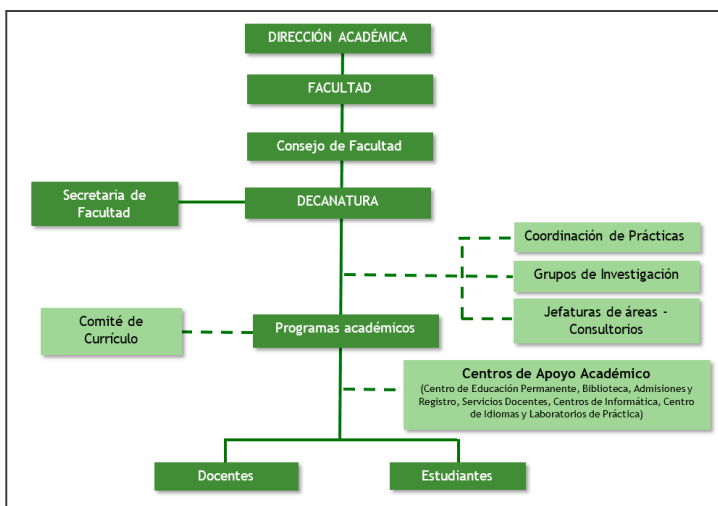 DIRECCIÓN ACADÉMICA
FACULTAD
Consejo de Facultad
Secretaria de
Facultad
DECANATURA
Coordinación de Prácticas
Grupos de Investigación
Jefaturas de áreas -
Consultorios
Comité de
Currículo
Programas académicos
Centros de Apoyo Académico
(Centro de Educación Permanente, Biblioteca, Admisiones y
Registro, Servicios Docentes, Centros de Informática, Centro
de Idiomas y Laboratorios de Práctica)
Docentes
Estudiantes